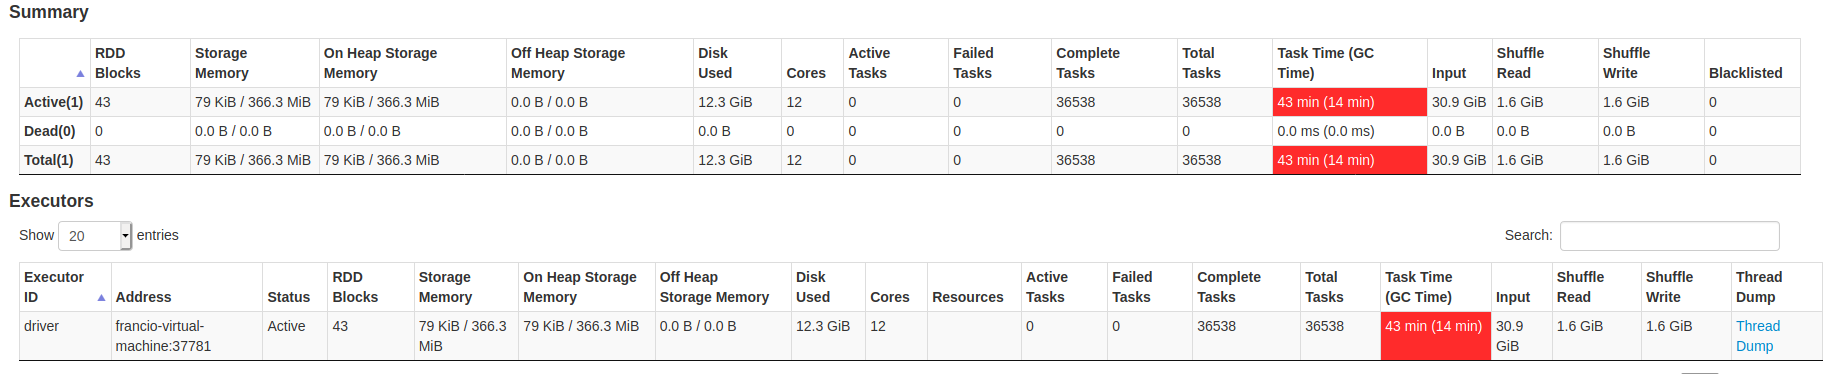 Summary
RDD Blocks Storage Memory On Heap Storage Memory Off Heap Storage Memory Disk Used Cores Active Tasks Failed Tasks Complete Tasks Total Tasks Task Time (GC Time) Input Shuffle Read Shuffle Write Blacklisted
Active(1) 43 79 KiB / 366.3 MiB 79 KiB / 366.3 MiB 0.0 B / 0.0 B 12.3 GiB 12 0 0 36538 36538 43 min (14 min) 30.9 GiB 1.6 GiB 1.6 GiB 0
Dead(0) 0 0.0 B / 0.0 B 0.0 B / 0.0 B 0.0 B / 0.0 B 0.0 B 0 0 0 0 0 0.0 ms (0.0 ms) 0.0 B 0.0 B 0.0 B 0
Total(1) 43 79 KiB / 366.3 MiB 79 KiB / 366.3 MiB 0.0 B / 0.0 B 12.3 GiB 12 0 0 36538 36538 43 min (14 min) 30.9 GiB 1.6 GiB 1.6 GiB 0
Executors
Show 20 entries Search:
Executor ID Address Status RDD Blocks Storage Memory On Heap Storage Memory Off Heap Storage Memory Disk Used Cores Resources Active Tasks Failed Tasks Complete Tasks Total Tasks Task Time (GC Time) Input Shuffle Read Shuffle Write Thread Dump
driver francio-virtual-machine:37781 Active 43 79 KiB / 366.3 MiB 79 KiB / 366.3 MiB 0.0 B / 0.0 B 12.3 GiB 12 0 0 36538 36538 43 min (14 min) 30.9 GiB 1.6 GiB 1.6 GiB Thread Dump